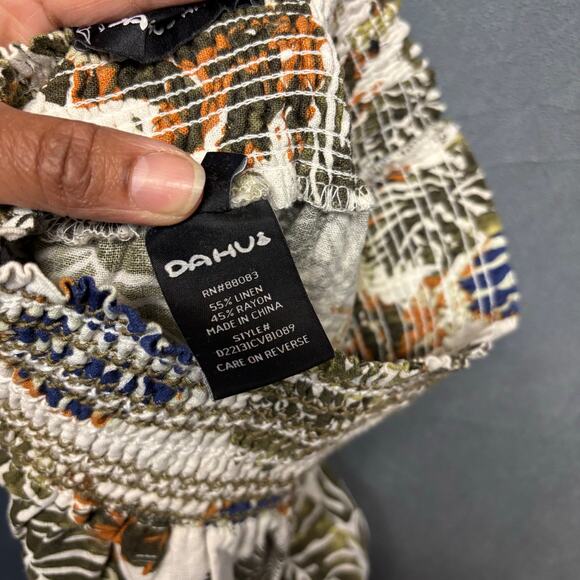 DAHUS
RN#88083
55% LINEN
45% RAYON
MADE IN CHINA
STYLE#
D22131CVB1089
CARE ON REVERSE